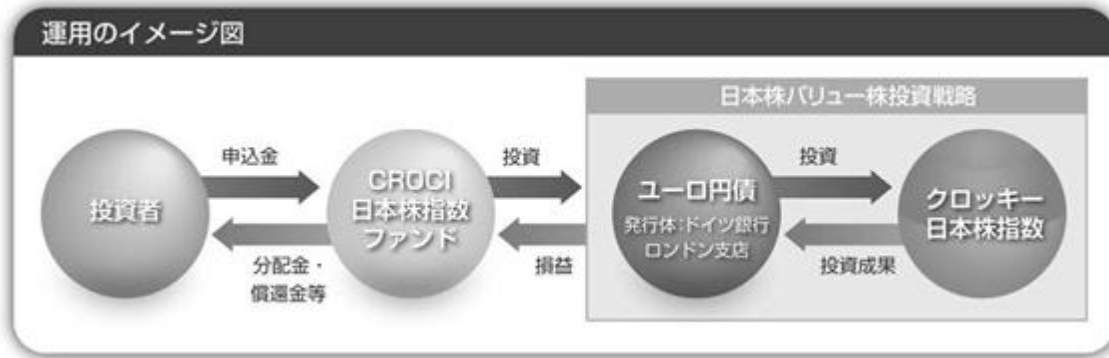 運用のイメージ図
日本株バリュー株投資戦略
申込金
投資
投資
投資者
CROCI
日本株指数
ファンド
ユーロ円債
発行体:ドイツ銀行
ロンドン支店
クロッキー
日本株指数
分配金・
償還金等
損益
投資成果